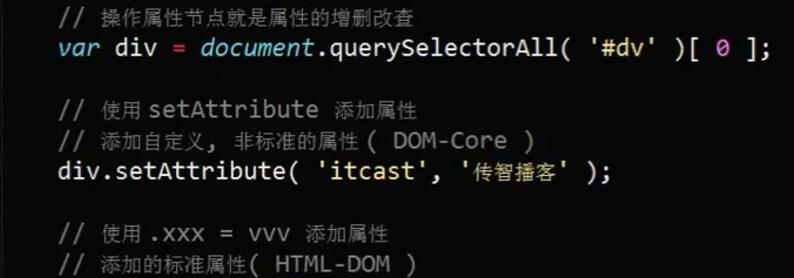 // 操作属性节点就是属性的增删改查
var div = document.querySelectorAll( '#dv' )[ 0 ];
// 使用 setAttribute 添加属性
// 添加自定义, 非标准的属性( DOM-Core )
div.setAttribute( 'itcast', '传智播客' );
// 使用 .xxx = vvv 添加属性
// 添加的标准属性( HTML-DOM )